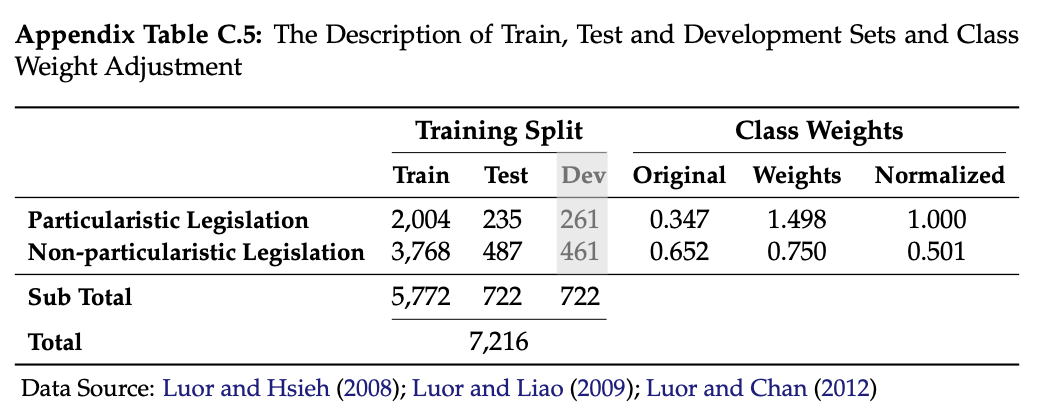 Appendix Table C.5: The Description of Train, Test and Development Sets and Class
Weight Adjustment
Training Split Class Weights
Train Test Dev Original Weights Normalized
Particularistic Legislation 2,004 235 261 0.347 1.498 1.000
Non-particularistic Legislation 3,768 487 461 0.652 0.750 0.501
Sub Total 5,772 722 722
Total 7,216
Data Source: Luor and Hsieh (2008); Luor and Liao (2009); Luor and Chan (2012)